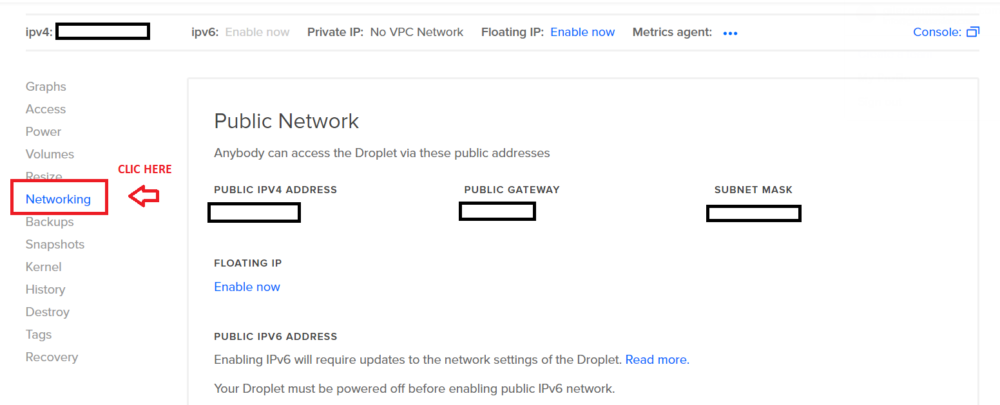 ipv4: ipv6: Enable now Private IP: No VPC Network Floating IP: Enable now Metrics agent: ••• Console:
Graphs
Access
Power
Volumes
Resize
Networking
Backups
Snapshots
Kernel
History
Destroy
Tags
Recovery
CLIC HERE
Public Network
Anybody can access the Droplet via these public addresses
PUBLIC IPV4 ADDRESS PUBLIC GATEWAY SUBNET MASK
FLOATING IP
Enable now
PUBLIC IPV6 ADDRESS
Enabling IPv6 will require updates to the network settings of the Droplet. Read more.
Your Droplet must be powered off before enabling public IPv6 network.